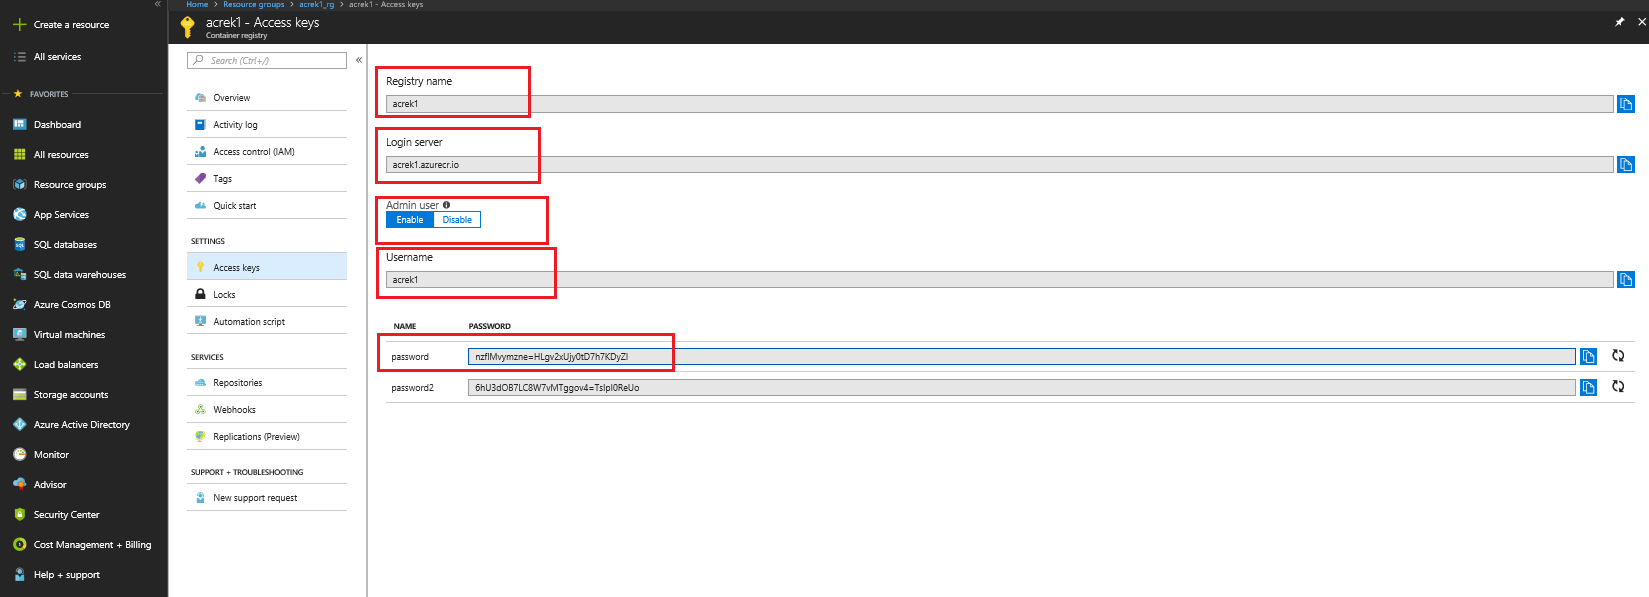 Home > Resource groups > acrek1_rg > acrek1 - Access keys
acrek1 - Access keys
Container registry
Create a resource
All services
FAVORITES
Dashboard
All resources
Resource groups
App Services
SQL databases
SQL data warehouses
Azure Cosmos DB
Virtual machines
Load balancers
Storage accounts
Azure Active Directory
Monitor
Advisor
Security Center
Cost Management + Billing
Help + support
Search (Ctrl+/)
Overview
Activity log
Access control (IAM)
Tags
Quick start
SETTINGS
Access keys
Locks
Automation script
SERVICES
Repositories
Webhooks
Replications (Preview)
SUPPORT + TROUBLESHOOTING
New support request
Registry name
acrek1
Login server
acrek1.azurecr.io
Admin user
Enable Disable
Username
acrek1
NAME PASSWORD
password nzflMvymzne=HLgv2xUjy0tD7h7KDyZI
password2 6hU3dOB7LC8W7vMTggov4=TsIpI0ReUo